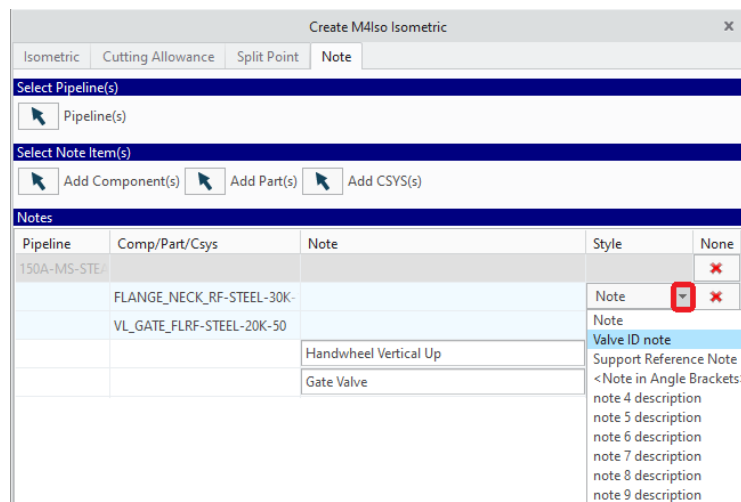 Create M4Iso Isometric x
Isometric Cutting Allowance Split Point Note
Select Pipeline(s)
Pipeline(s)
Select Note Item(s)
Add Component(s) Add Part(s) Add CSYS(s)
Notes
Pipeline Comp/Part/Csys Note Style None
150A-MS-STEA
FLANGE_NECK_RF-STEEL-30K- Note
Note
VL_GATE_FLRF-STEEL-20K-50
Valve ID note
Handwheel Vertical Up
Support Reference Note
Gate Valve
<Note in Angle Brackets>
note 4 description
note 5 description
note 6 description
note 7 description
note 8 description
note 9 description